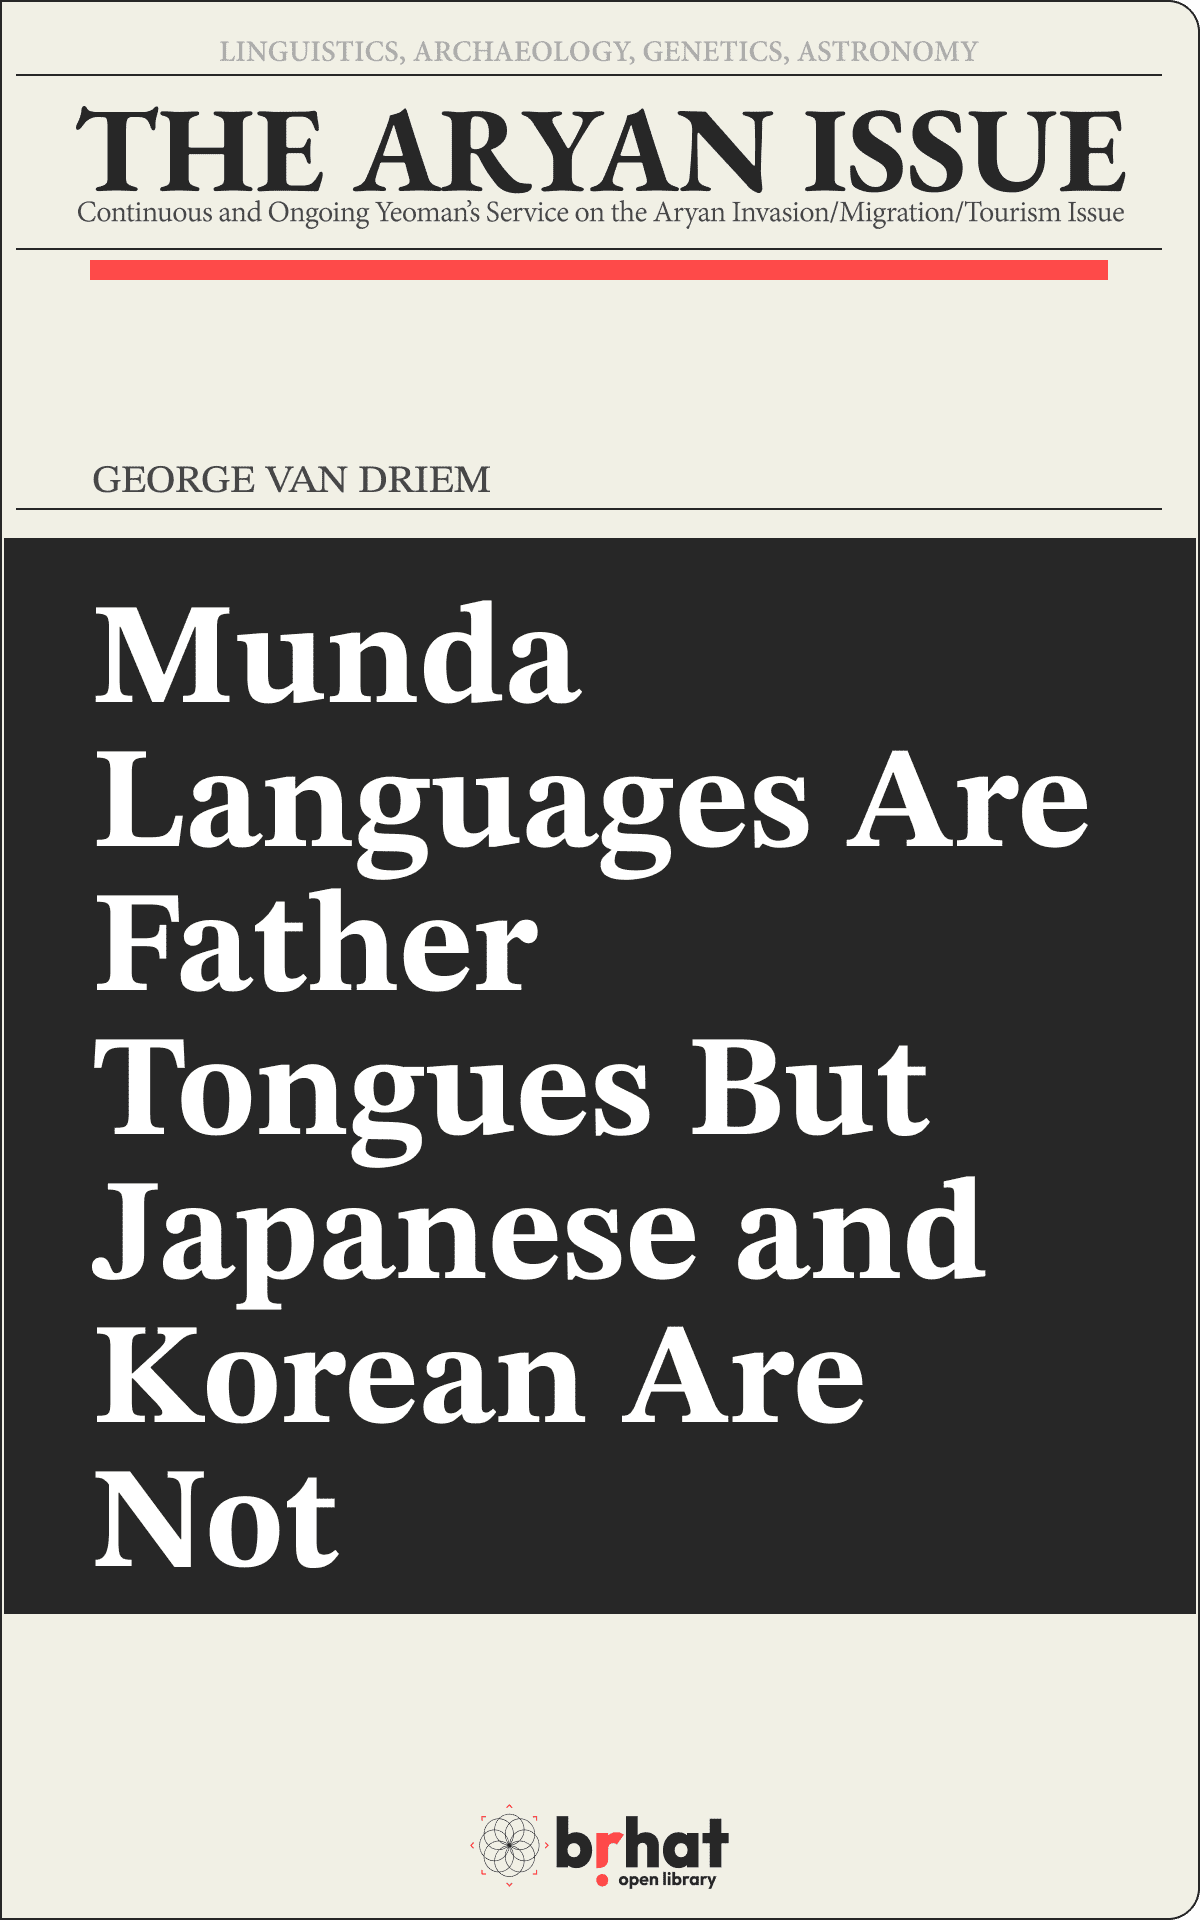 LINGUISTICS, ARCHAEOLOGY, GENETICS, ASTRONOMY
THE ARYAN ISSUE
Continuous and Ongoing Yeoman's Service on the Aryan Invasion/Migration/Tourism Issue
GEORGE VAN DRIEM
Munda
Languages Are
Father
Tongues But
Japanese and
Korean Are
Not
bṛhat
open library